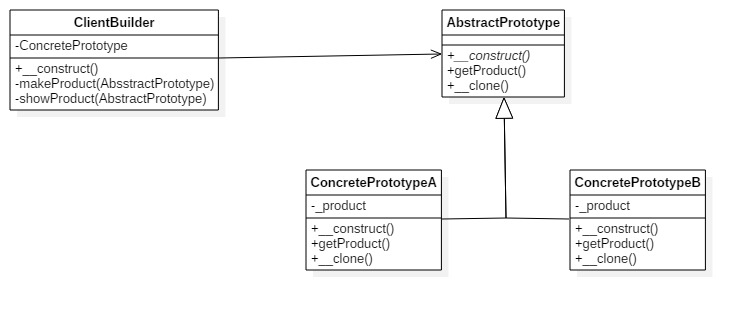 ClientBuilder
-ConcretePrototype
+__construct()
-makeProduct(AbsstractPrototype)
-showProduct(AbstractPrototype)
AbstractPrototype
+__construct()
+getProduct()
+__clone()
ConcretePrototypeA
-_product
+__construct()
+getProduct()
+__clone()
ConcretePrototypeB
-_product
+__construct()
+getProduct()
+__clone()